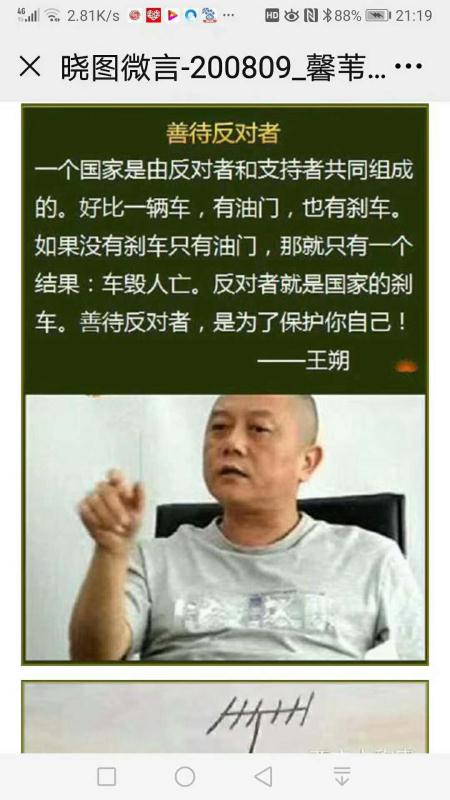 4G 2.81K/s ... HD 88% 21:19
晓图微言-200809_馨苇...
善待反对者
一个国家是由反对者和支持者共同组成
的。好比一辆车，有油门，也有刹车。
如果没有刹车只有油门，那就只有一个
结果：车毁人亡。反对者就是国家的刹
车。善待反对者，是为了保护你自己！
——王朔